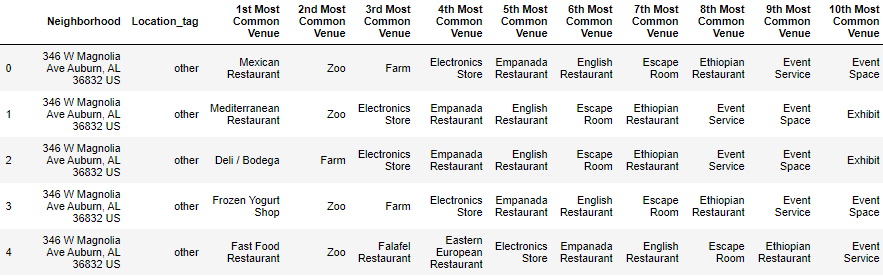 Neighborhood Location_tag 1st Most Common Venue 2nd Most Common Venue 3rd Most Common Venue 4th Most Common Venue 5th Most Common Venue 6th Most Common Venue 7th Most Common Venue 8th Most Common Venue 9th Most Common Venue 10th Most Common Venue
0 346 W Magnolia Ave Auburn, AL 36832 US other Mexican Restaurant Zoo Farm Electronics Store Empanada Restaurant English Restaurant Escape Room Ethiopian Restaurant Event Service Event Space
1 346 W Magnolia Ave Auburn, AL 36832 US other Mediterranean Restaurant Zoo Electronics Store Empanada Restaurant English Restaurant Escape Room Ethiopian Restaurant Event Service Event Space Exhibit
2 346 W Magnolia Ave Auburn, AL 36832 US other Deli / Bodega Farm Electronics Store Empanada Restaurant English Restaurant Escape Room Ethiopian Restaurant Event Service Event Space Exhibit
3 346 W Magnolia Ave Auburn, AL 36832 US other Frozen Yogurt Shop Zoo Farm Electronics Store Empanada Restaurant English Restaurant Escape Room Ethiopian Restaurant Event Service Event Space
4 346 W Magnolia Ave Auburn, AL 36832 US other Fast Food Restaurant Zoo Falafel Restaurant Eastern European Restaurant Electronics Store Empanada Restaurant English Restaurant Escape Room Ethiopian Restaurant Event Service